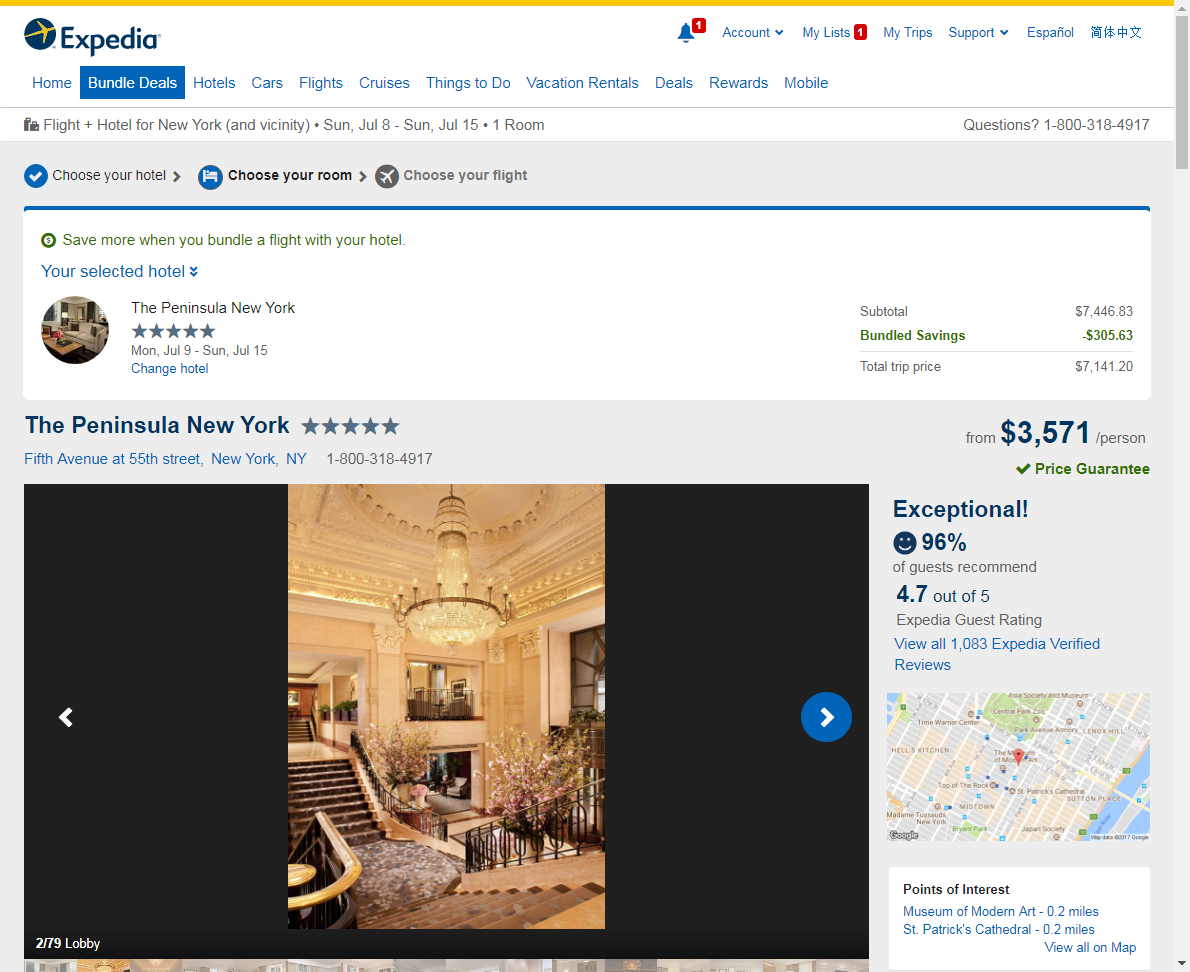 Expedia
1
Account
My Lists 1
My Trips
Support
Español
简体中文
Home
Bundle Deals
Hotels
Cars
Flights
Cruises
Things to Do
Vacation Rentals
Deals
Rewards
Mobile
Flight + Hotel for New York (and vicinity) • Sun, Jul 8 - Sun, Jul 15 • 1 Room
Questions? 1-800-318-4917
Choose your hotel
Choose your room
Choose your flight
Save more when you bundle a flight with your hotel.
Your selected hotel
The Peninsula New York
Mon, Jul 9 - Sun, Jul 15
Change hotel
Subtotal $7,446.83
Bundled Savings -$305.63
Total trip price $7,141.20
The Peninsula New York
Fifth Avenue at 55th street, New York, NY 1-800-318-4917
from $3,571 /person
Price Guarantee
2/79 Lobby
Exceptional!
96%
of guests recommend
4.7 out of 5
Expedia Guest Rating
View all 1,083 Expedia Verified
Reviews
Asia Society and Museum
Central Park Zoo
Time Warner Center
Park Avenue Armory
LENOX HILL
HELL'S KITCHEN
The Museum
of Modern Art
Top of The Rock
St. Patrick's Cathedral
SUTTON PLACE
MIDTOWN
Madame Tussauds
New York
Bryant Park
Japan Society
Google
Map data ©2017 Google
Points of Interest
Museum of Modern Art - 0.2 miles
St. Patrick's Cathedral - 0.2 miles
View all on Map